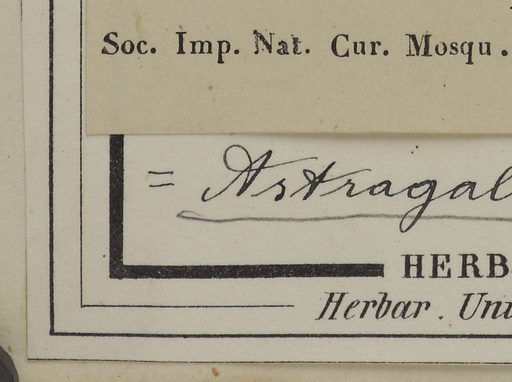 Soc. Imp. Nat. Cur. Mosqu.
= Astragal
HERB
Herbar. Uni